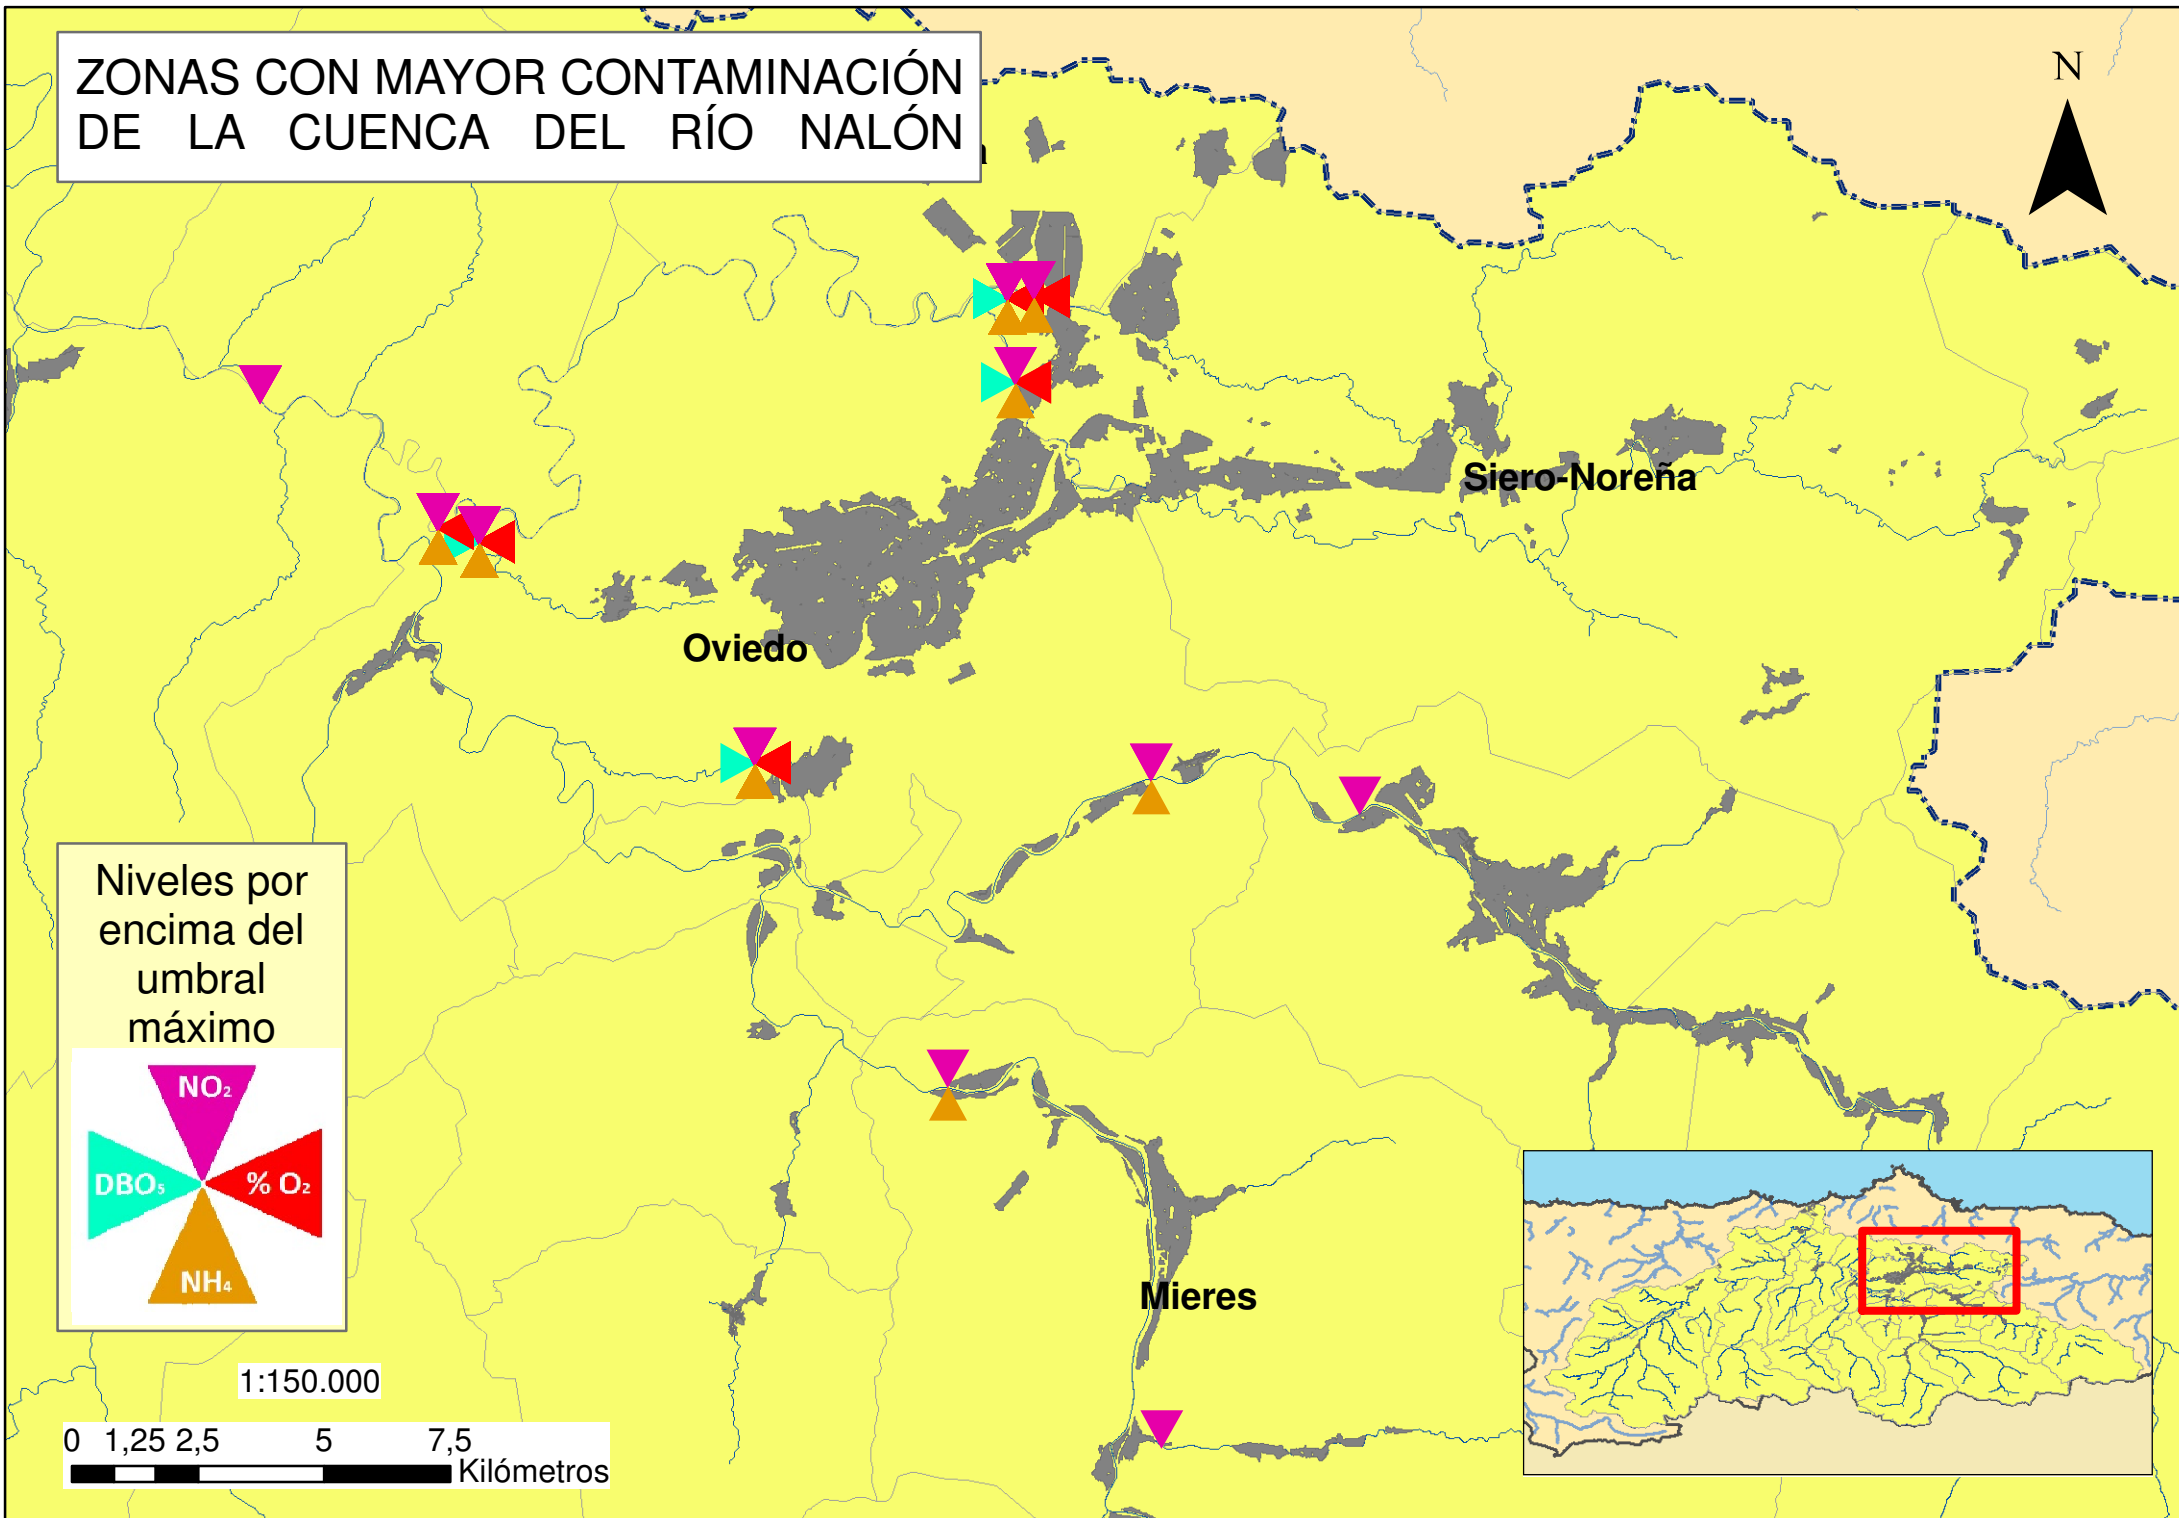 ZONAS CON MAYOR CONTAMINACIÓN
DE LA CUENCA DEL RÍO NALÓN
N
Siero-Noreña
Oviedo
Niveles por
encima del
umbral
máximo
NO₂
DBO₅ % O₂
NH₄
Mieres
1:150.000
0 1,25 2,5 5 7,5
Kilómetros